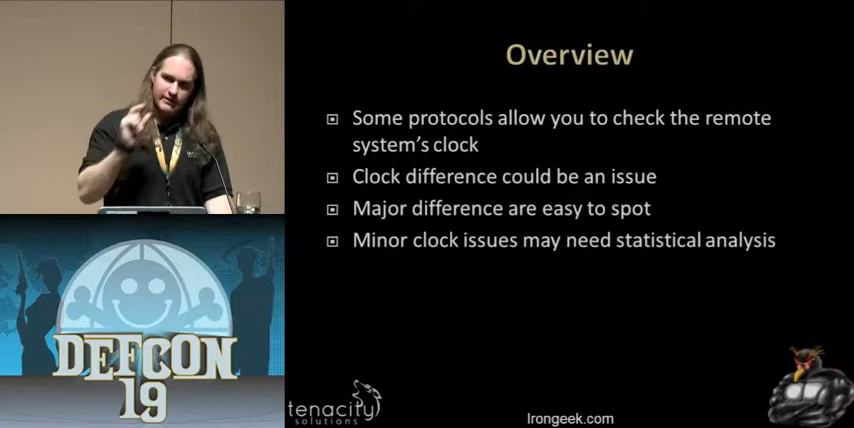 Overview
Some protocols allow you to check the remote
system's clock
Clock difference could be an issue
Major difference are easy to spot
Minor clock issues may need statistical analysis
DEFCON
19
tenacity
solutions
Irongeek.com